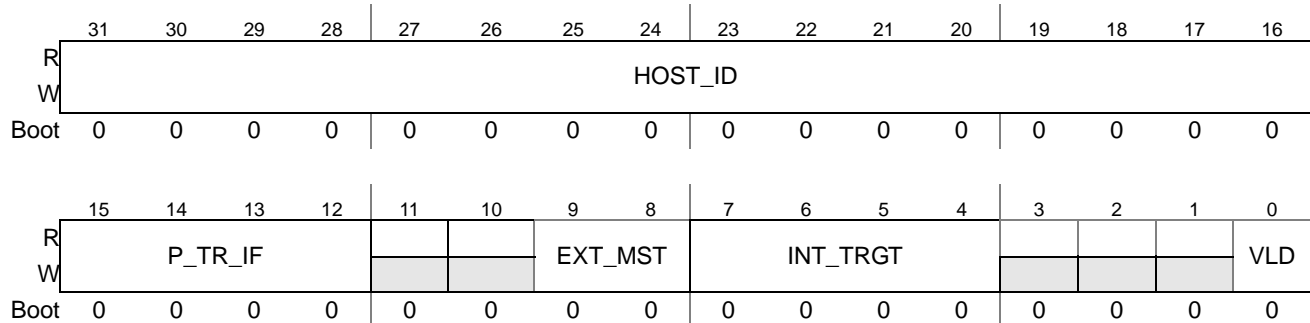 31 30 29 28 27 26 25 24 23 22 21 20 19 18 17 16
R
HOST_ID
W
Boot 0 0 0 0 0 0 0 0 0 0 0 0 0 0 0 0
15 14 13 12 11 10 9 8 7 6 5 4 3 2 1 0
R
P_TR_IF EXT_MST INT_TRGT VLD
W
Boot 0 0 0 0 0 0 0 0 0 0 0 0 0 0 0 0